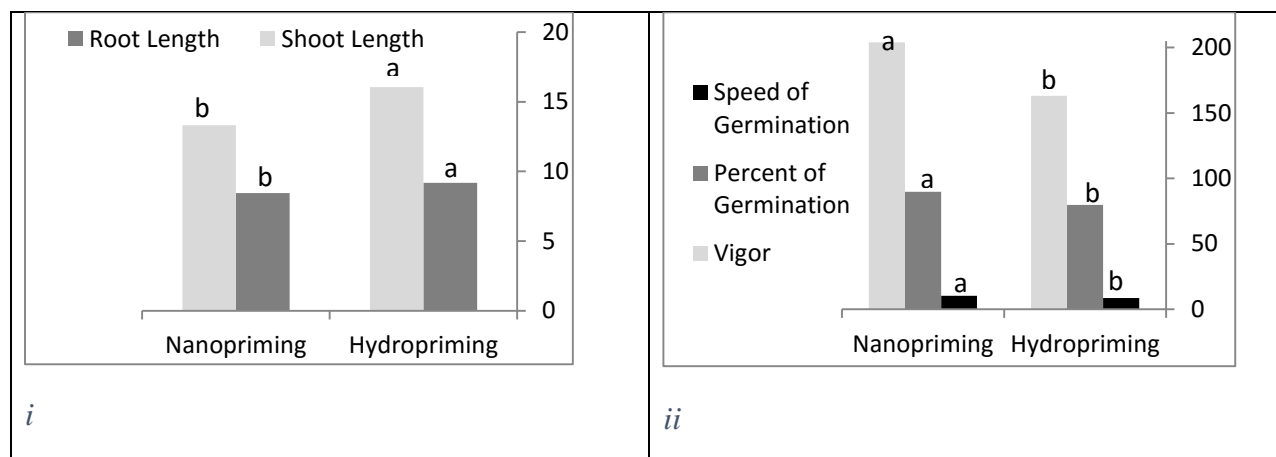 Root Length Shoot Length
20
15
10
5
0
b
b
a
a
Nanopriming Hydropriming
i
Speed of
Germination
Percent of
Germination
Vigor
200
150
100
50
0
a
a
a
b
b
b
Nanopriming Hydropriming
ii